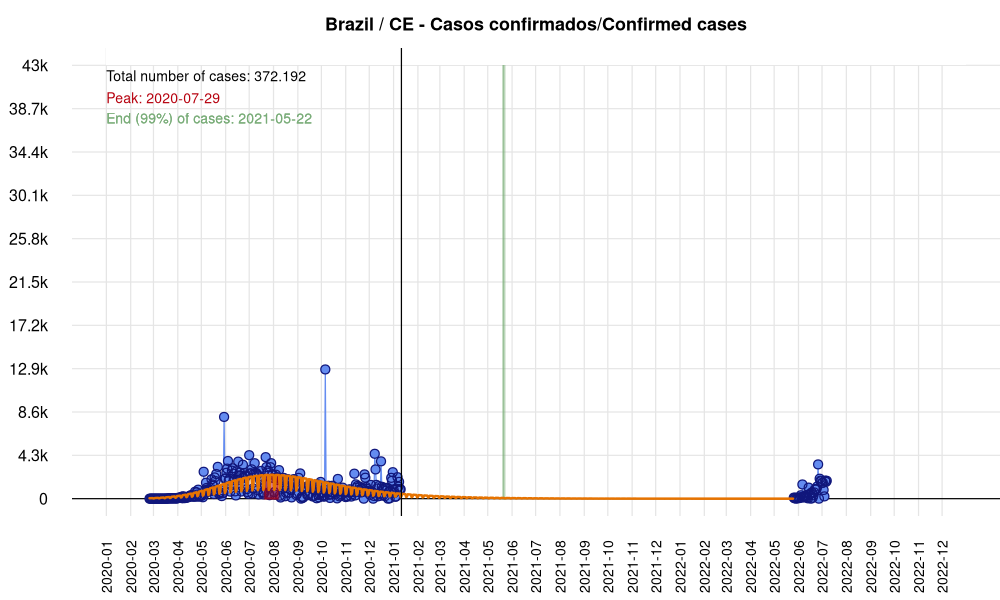 Brazil / CE - Casos confirmados/Confirmed cases
Total number of cases: 372.192
Peak: 2020-07-29
End (99%) of cases: 2021-05-22
43k
38.7k
34.4k
30.1k
25.8k
21.5k
17.2k
12.9k
8.6k
4.3k
0
2020-01
2020-02
2020-03
2020-04
2020-05
2020-06
2020-07
2020-08
2020-09
2020-10
2020-11
2020-12
2021-01
2021-02
2021-03
2021-04
2021-05
2021-06
2021-07
2021-08
2021-09
2021-10
2021-11
2021-12
2022-01
2022-02
2022-03
2022-04
2022-05
2022-06
2022-07
2022-08
2022-09
2022-10
2022-11
2022-12